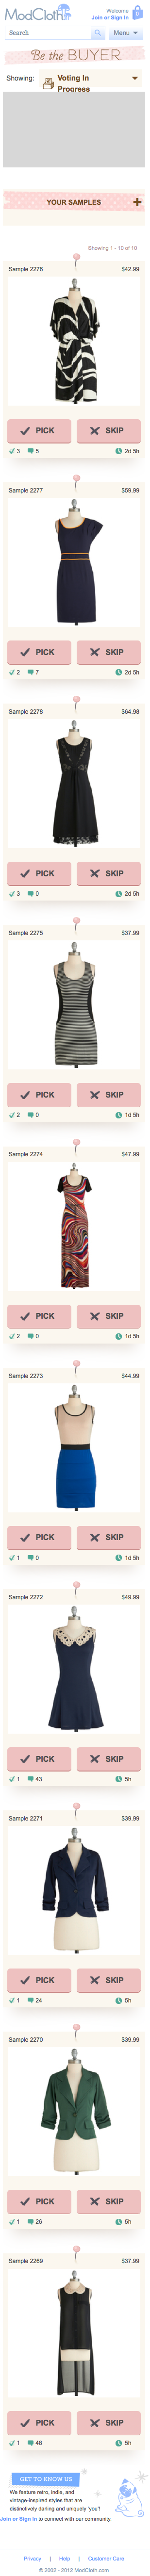 ModCloth
Welcome
Join or Sign In
Search
Menu
Be the BUYER
Showing:
Voting In
Progress
YOUR SAMPLES
Showing 1 - 10 of 10
Sample 2276 $42.99
PICK SKIP
3 5 2d 5h
Sample 2277 $59.99
PICK SKIP
2 7 2d 5h
Sample 2278 $64.98
PICK SKIP
3 0 2d 5h
Sample 2275 $37.99
PICK SKIP
2 0 1d 5h
Sample 2274 $47.99
PICK SKIP
2 0 1d 5h
Sample 2273 $44.99
PICK SKIP
1 0 1d 5h
Sample 2272 $49.99
PICK SKIP
1 43 5h
Sample 2271 $39.99
PICK SKIP
1 24 5h
Sample 2270 $39.99
PICK SKIP
1 26 5h
Sample 2269 $37.99
PICK SKIP
1 48 5h
GET TO KNOW US
We feature retro, indie, and
vintage-inspired styles that are
distinctively darling and uniquely 'you'!
Join or Sign In to connect with our community.
Privacy | Help | Customer Care
© 2002 - 2012 ModCloth.com